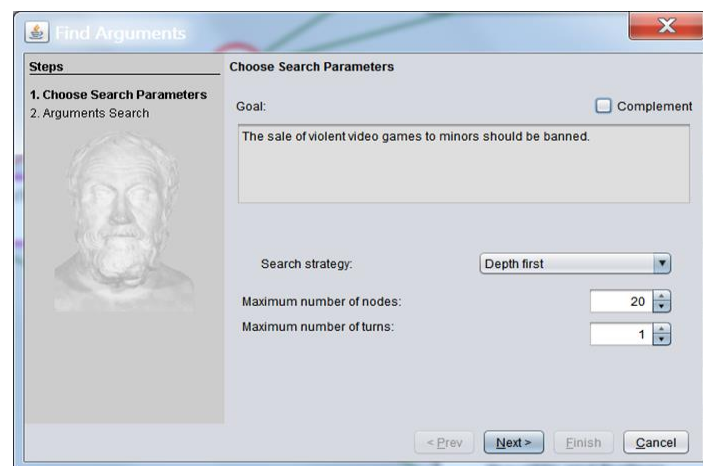 Find Arguments
Steps
1. Choose Search Parameters
2. Arguments Search
Choose Search Parameters
Goal:
Complement
The sale of violent video games to minors should be banned.
Search strategy:
Depth first
Maximum number of nodes:
20
Maximum number of turns:
1
< Prev
Next >
Finish
Cancel